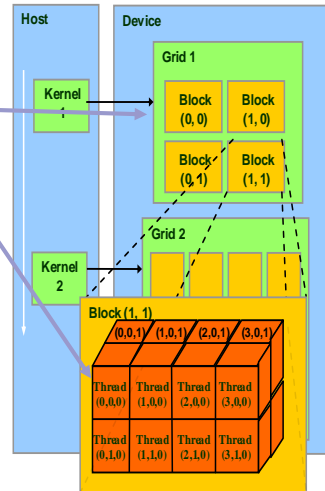 Host
Device
Grid 1
Kernel
1
Block
(0, 0)
Block
(1, 0)
Block
(0, 1)
Block
(1, 1)
Grid 2
Kernel
2
Block (1, 1)
(0,0,1) (1,0,1) (2,0,1) (3,0,1)
Thread
(0,0,0)
Thread
(1,0,0)
Thread
(2,0,0)
Thread
(3,0,0)
Thread
(0,1,0)
Thread
(1,1,0)
Thread
(2,1,0)
Thread
(3,1,0)